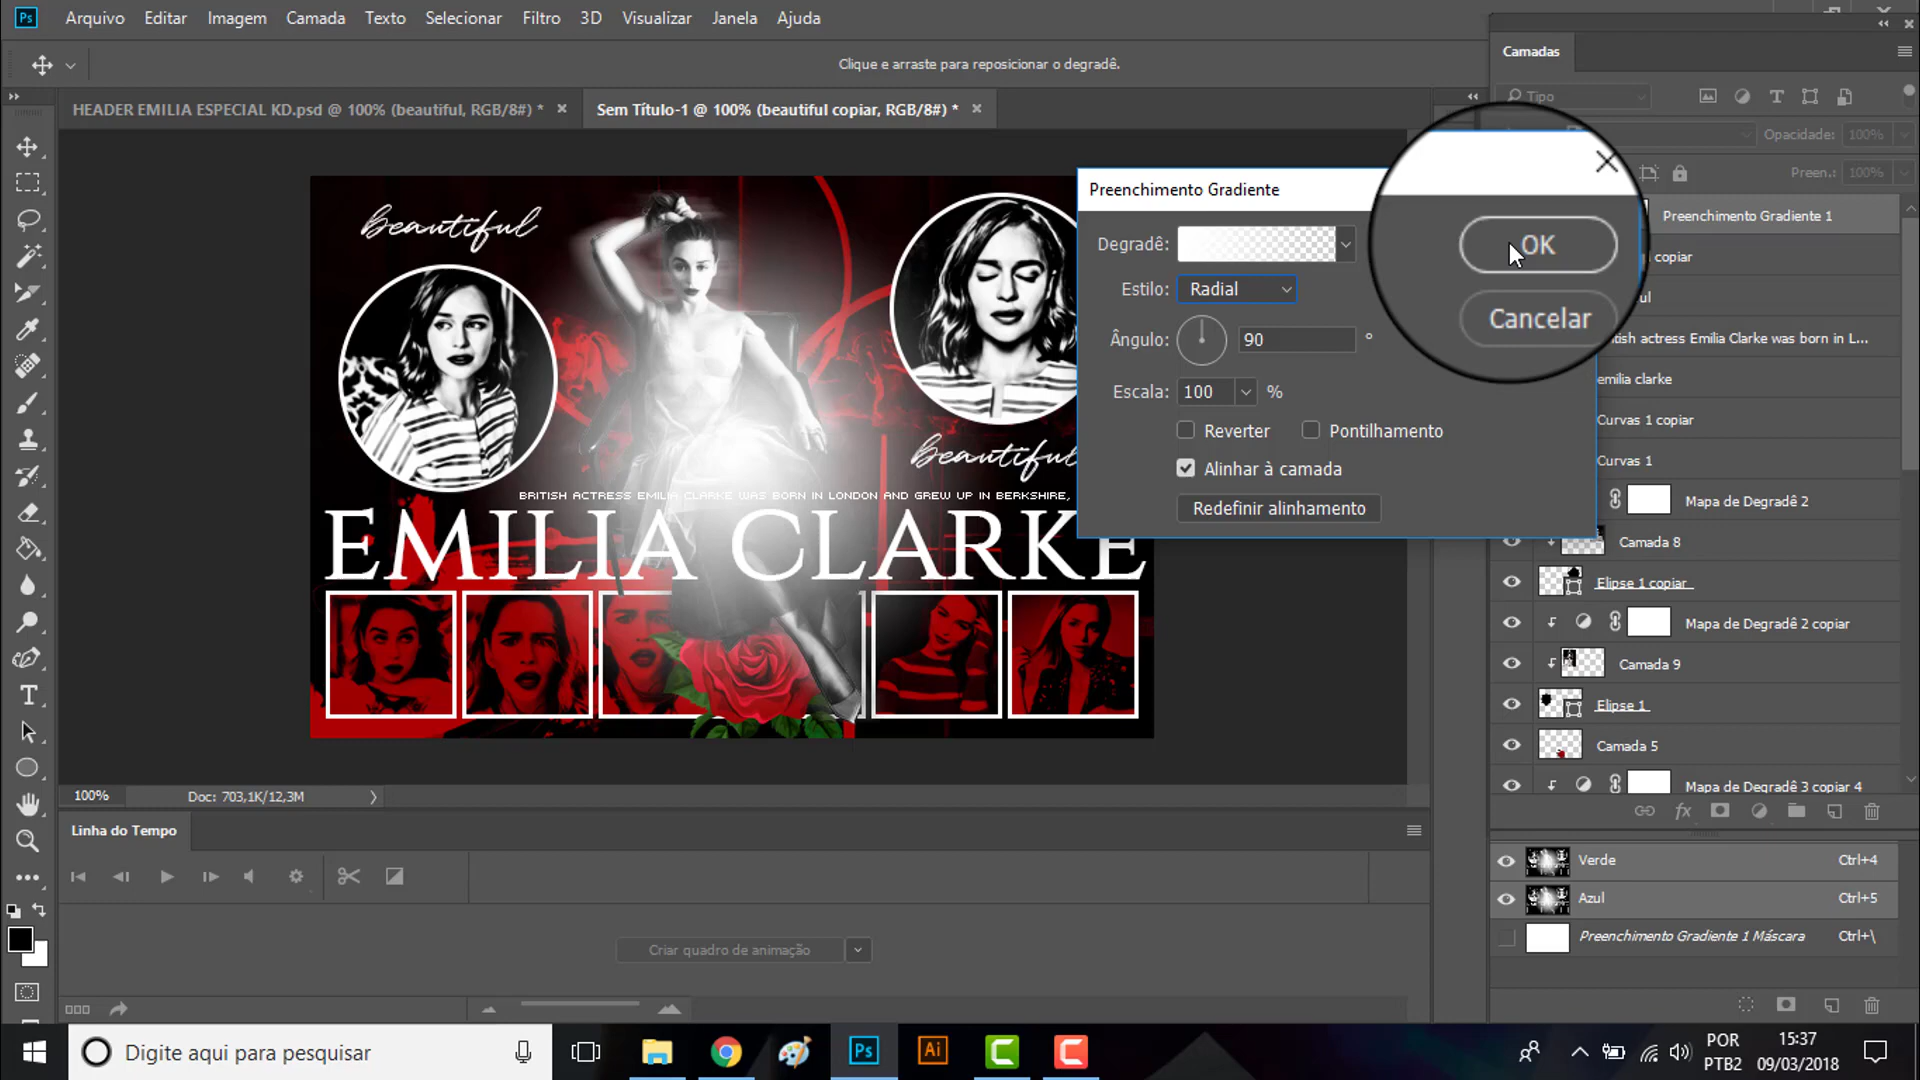 Ps Arquivo Editar Imagem Camada Texto Selecionar Filtro 3D Visualizar Janela Ajuda
Clique e arraste para reposicionar o degradê.
HEADER EMILIA ESPECIAL KD.psd @ 100% (beautiful, RGB/8#) *
Sem Título-1 @ 100% (beautiful copiar, RGB/8#) *
beautiful
beautiful
BRITISH ACTRESS EMILIA CLARKE WAS BORN IN LONDON AND GREW UP IN BERKSHIRE,
EMILIA CLARKE
Preenchimento Gradiente
Degradê:
Estilo: Radial
Ângulo: 90 °
Escala: 100 %
Reverter Pontilhamento
Alinhar à camada
Redefinir alinhamento
OK
Cancelar
Camadas
Tipo
Opacidade: 100%
Preen.: 100%
Preenchimento Gradiente 1
copiar
ul
tish actress Emilia Clarke was born in L...
emilia clarke
Curvas 1 copiar
Curvas 1
Mapa de Degradê 2
Camada 8
Elipse 1 copiar
Mapa de Degradê 2 copiar
Camada 9
Elipse 1
Camada 5
Mapa de Degradê 3 copiar 4
fx
Verde Ctrl+4
Azul Ctrl+5
Preenchimento Gradiente 1 Máscara Ctrl+\
100% Doc: 703,1K/12,3M
Linha do Tempo
Criar quadro de animação
Digite aqui para pesquisar
Ps
Ai
POR
PTB2
15:37
09/03/2018